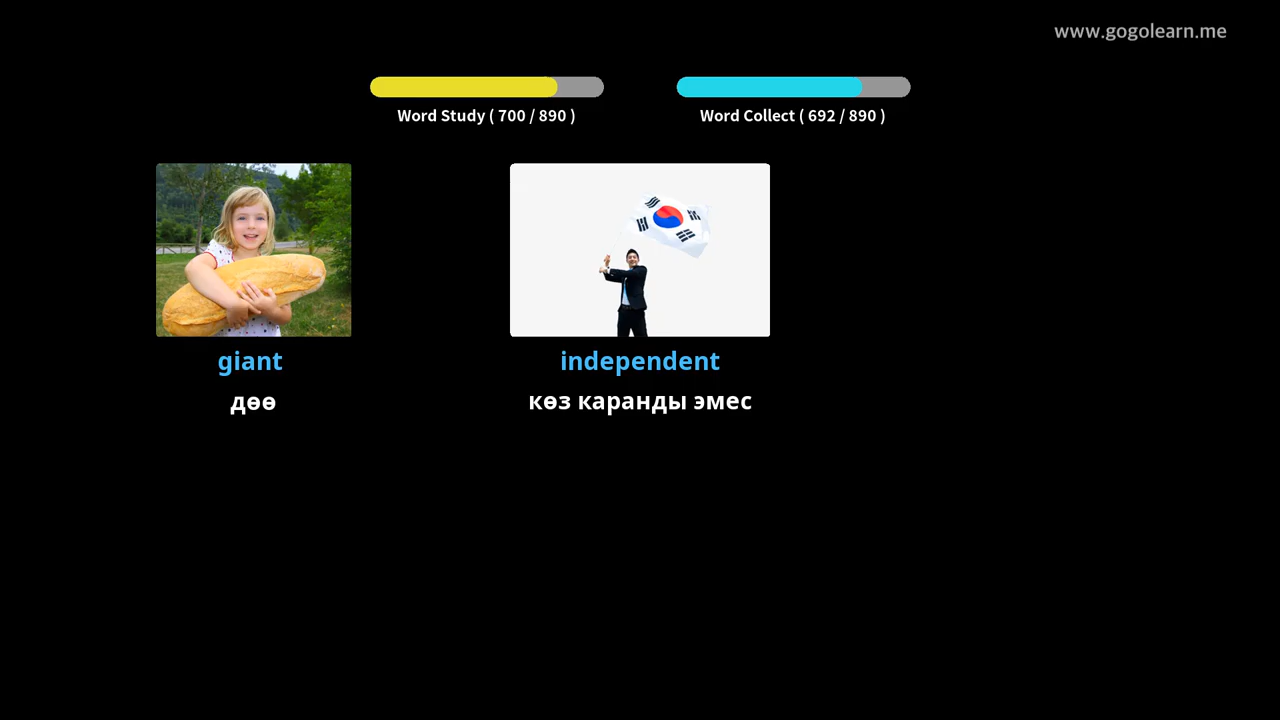 www.gogolearn.me
Word Study ( 700 / 890 )
Word Collect ( 692 / 890 )
giant
independent
дөө
көз каранды эмес